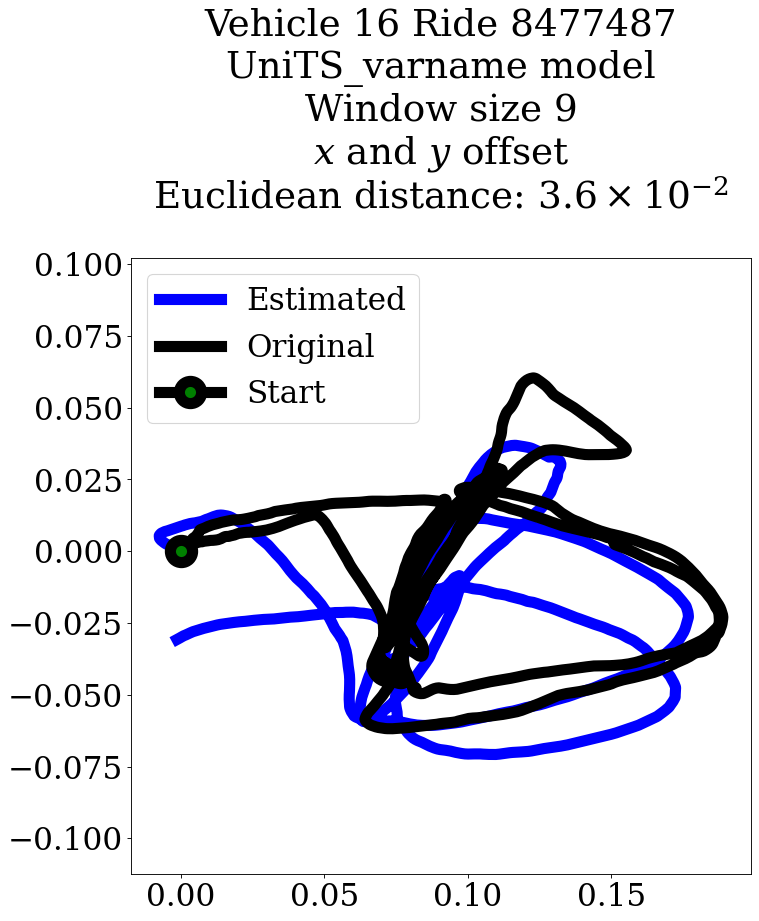 Vehicle 16 Ride 8477487
UniTS_varname model
Window size 9
x and y offset
Euclidean distance: 3.6 × 10⁻²
Estimated
Original
Start
0.100
0.075
0.050
0.025
0.000
−0.025
−0.050
−0.075
−0.100
0.00 0.05 0.10 0.15